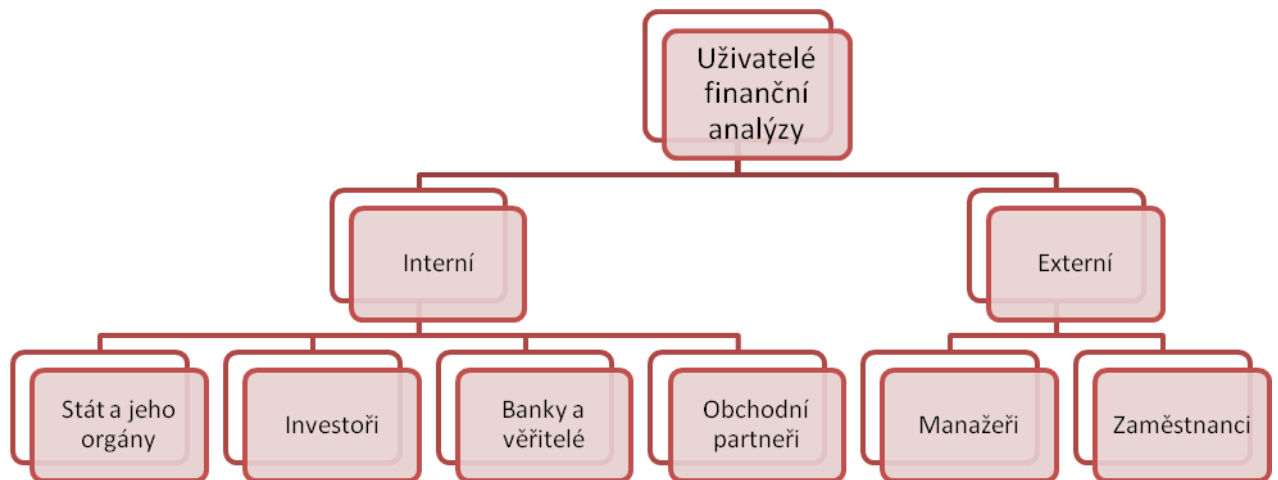 Uživatelé
finanční
analýzy
Interní
Externí
Stát a jeho
orgány
Investoři
Banky a
věřitelé
Obchodní
partneři
Manažeři
Zaměstnanci